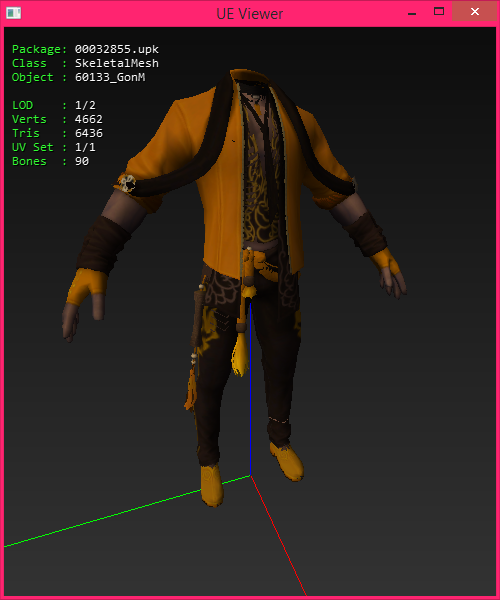 UE Viewer
Package: 00032855.upk
Class : SkeletalMesh
Object : 60133_GonM
LOD : 1/2
Verts : 4662
Tris : 6436
UV Set : 1/1
Bones : 90